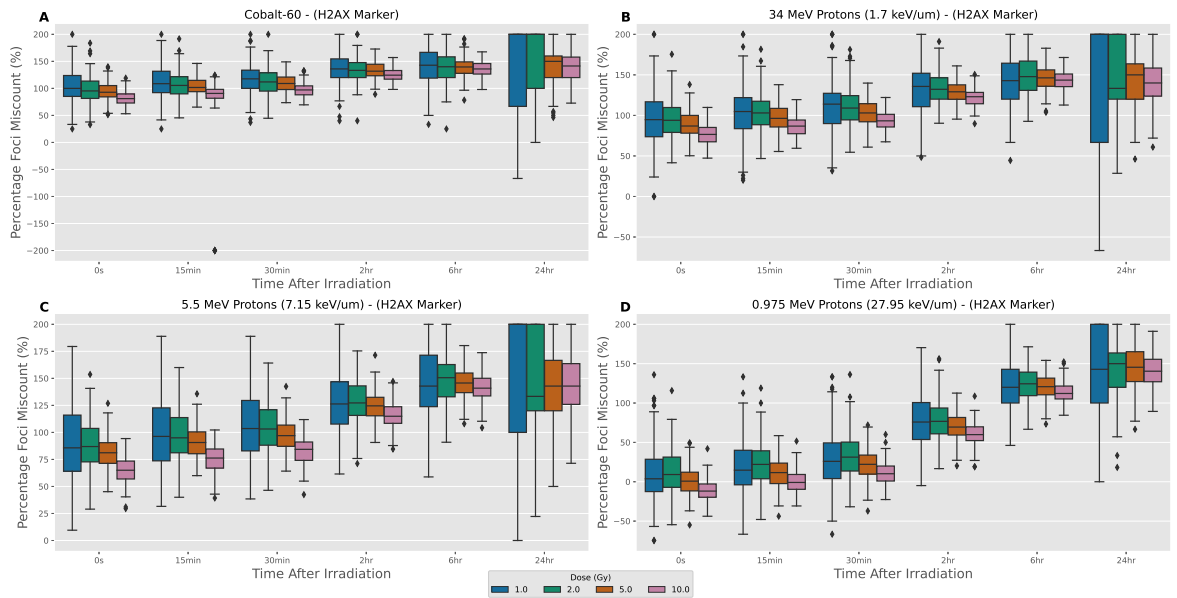 A
Cobalt-60 - (H2AX Marker)
Percentage Foci Miscount (%)
200
150
100
50
0
−50
−100
−150
−200
0s
15min
30min
2hr
6hr
24hr
Time After Irradiation
B
34 MeV Protons (1.7 keV/um) - (H2AX Marker)
Percentage Foci Miscount (%)
200
150
100
50
0
−50
0s
15min
30min
2hr
6hr
24hr
Time After Irradiation
C
5.5 MeV Protons (7.15 keV/um) - (H2AX Marker)
Percentage Foci Miscount (%)
200
175
150
125
100
75
50
25
0
0s
15min
30min
2hr
6hr
24hr
Time After Irradiation
D
0.975 MeV Protons (27.95 keV/um) - (H2AX Marker)
Percentage Foci Miscount (%)
200
150
100
50
0
−50
0s
15min
30min
2hr
6hr
24hr
Time After Irradiation
Dose (Gy)
1.0 2.0 5.0 10.0